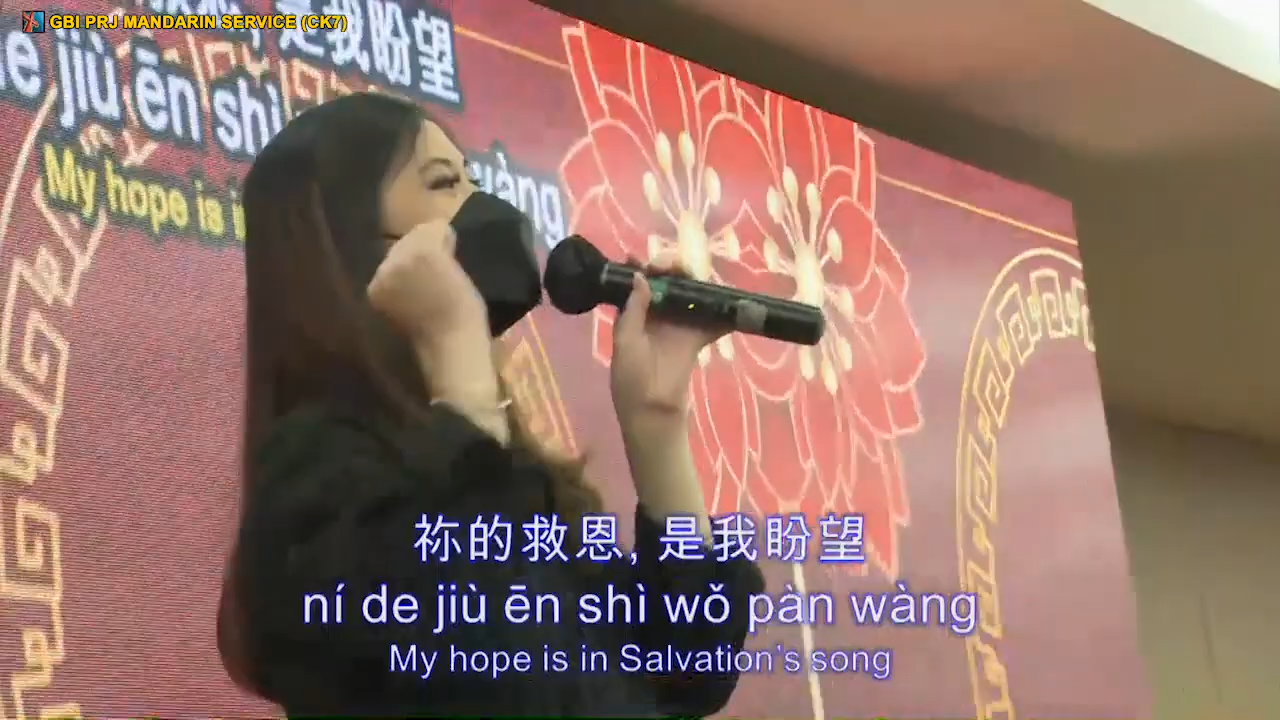 GBI PRJ MANDARIN SERVICE (CK7)
是我盼望
jiù ēn shì
My hope is
祢的救恩, 是我盼望
ní de jiù ēn shì wǒ pàn wàng
My hope is in Salvation's song